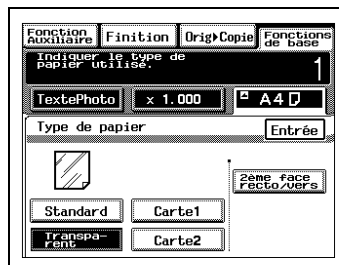 Fonction
Auxiliaire
Finition
Orig▸Copie
Fonctions
de base
Indiquer le type de
papier utilisé.
1
TextePhoto
x 1.000
A4
Type de papier
Entrée
2ème face
recto/vers
Standard
Carte1
Transpa-
rent
Carte2